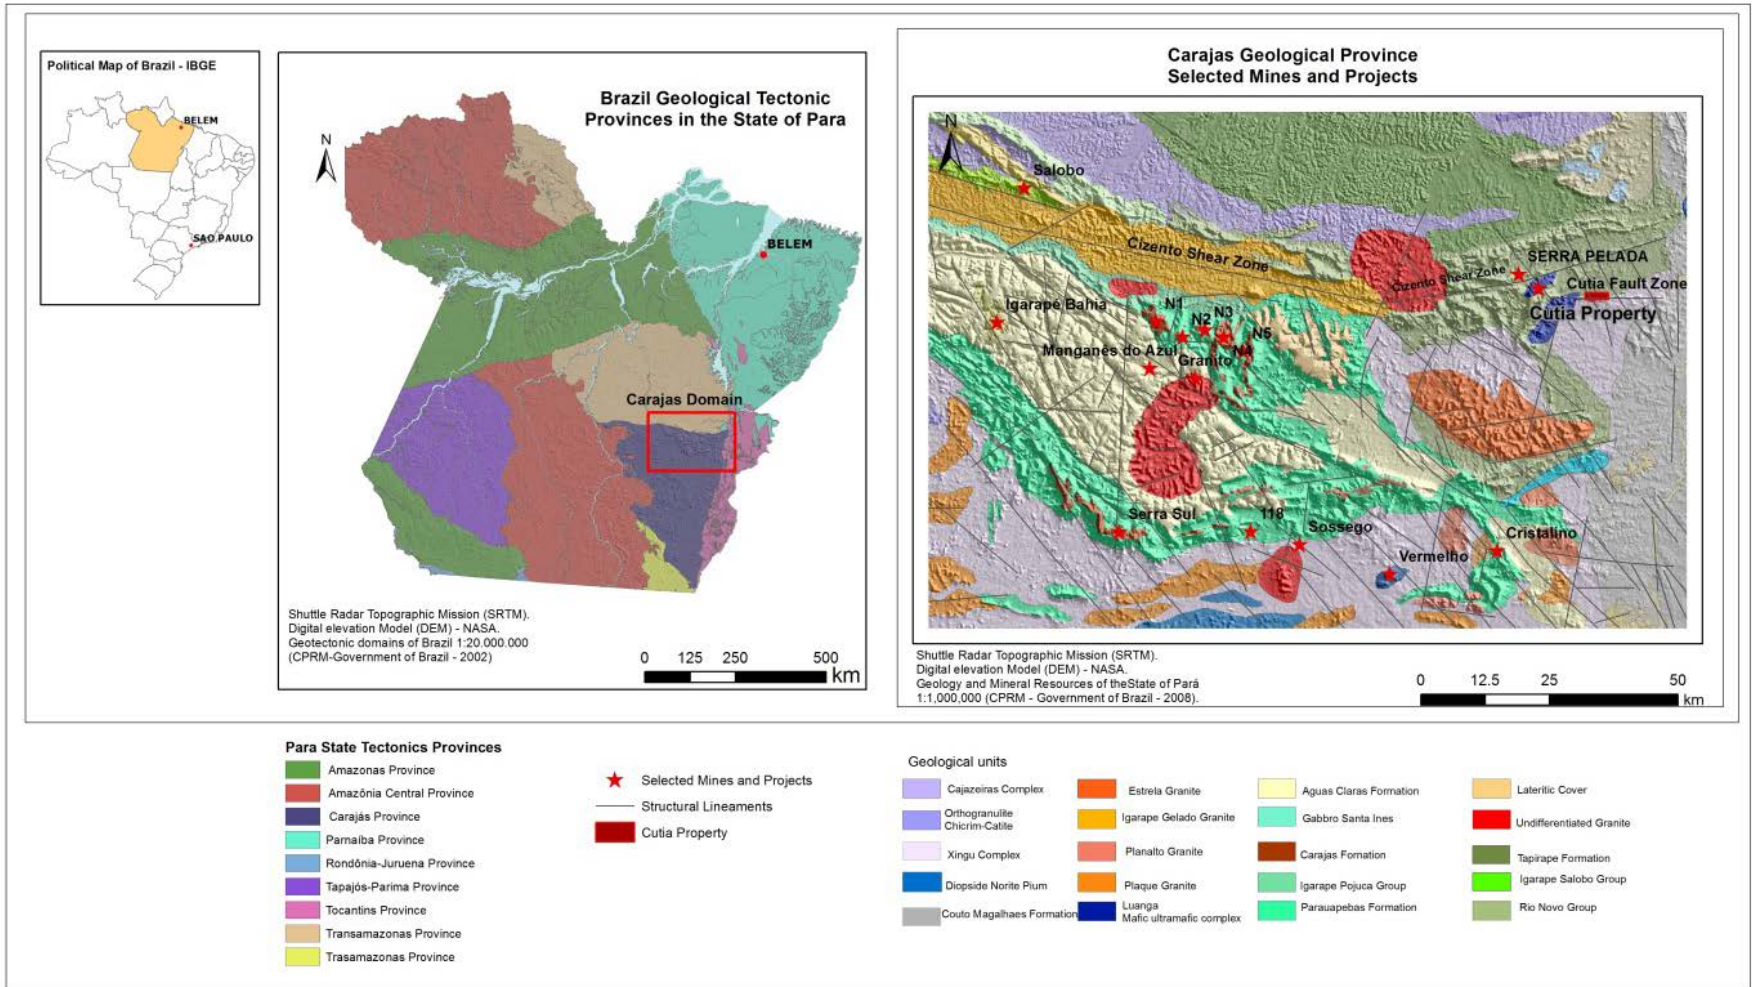 Political Map of Brazil - IBGE
BELEM
SAO PAULO
Brazil Geological Tectonic
Provinces in the State of Para
N
BELEM
Carajas Domain
Shuttle Radar Topographic Mission (SRTM).
Digital elevation Model (DEM) - NASA.
Geotectonic domains of Brazil 1:20.000.000
(CPRM-Government of Brazil - 2002)
0 125 250 500
km
Carajas Geological Province
Selected Mines and Projects
N
Salobo
Cizento Shear Zone
SERRA PELADA
Cizento Shear Zone
Cutia Fault Zone
Cutia Property
Igarapé Bahia
N1
N2
N3
N5
N4
Manganês do Azul
Granito
Serra Sul
118
Sossego
Cristalino
Vermelho
Shuttle Radar Topographic Mission (SRTM).
Digital elevation Model (DEM) - NASA.
Geology and Mineral Resources of theState of Pará
1:1,000,000 (CPRM - Government of Brazil - 2008).
0 12.5 25 50
km
Para State Tectonics Provinces
Amazonas Province
Amazônia Central Province
Carajás Province
Parnaíba Province
Rondônia-Juruena Province
Tapajós-Parima Province
Tocantins Province
Transamazonas Province
Trasamazonas Province
Selected Mines and Projects
Structural Lineaments
Cutia Property
Geological units
Cajazeiras Complex
Orthogranulite
Chicrim-Catite
Xingu Complex
Diopside Norite Pium
Couto Magalhaes Formation
Estrela Granite
Igarape Gelado Granite
Planalto Granite
Plaque Granite
Luanga
Mafic ultramafic complex
Aguas Claras Formation
Gabbro Santa Ines
Carajas Fornation
Igarape Pojuca Group
Parauapebas Formation
Lateritic Cover
Undifferentiated Granite
Tapirape Formation
Igarape Salobo Group
Rio Novo Group